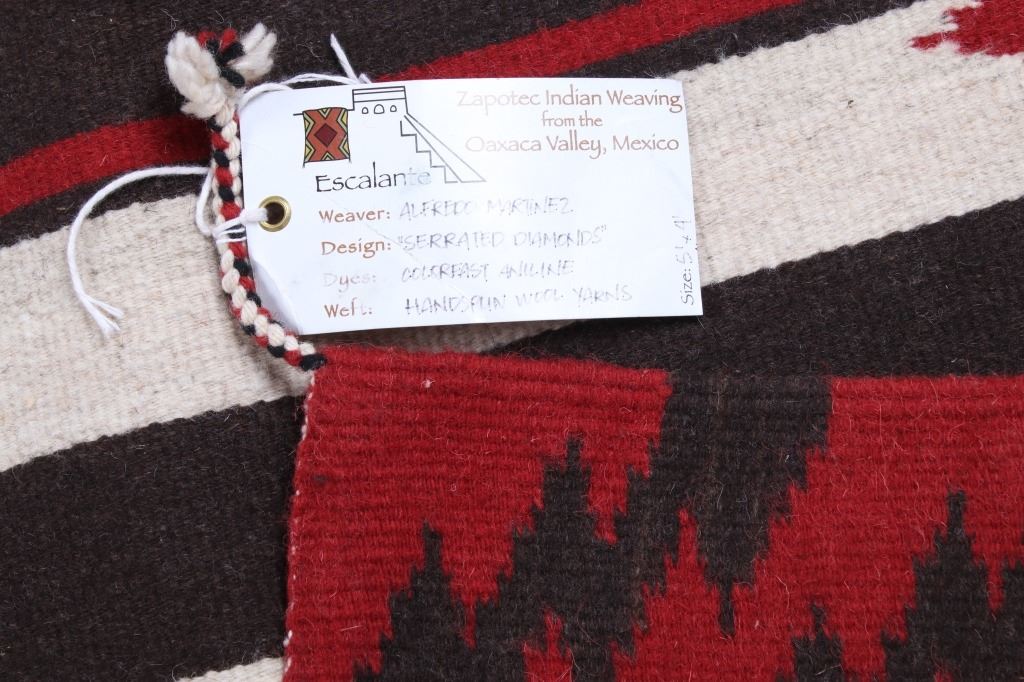 Zapotec Indian Weaving
from the
Oaxaca Valley, Mexico
Escalante
Weaver: ALFREDO MARTINEZ
Design: "SERRATED DIAMONDS"
Dyes: COLORFAST ANILINE
Weft: HANDSPUN WOOL YARNS
Size: